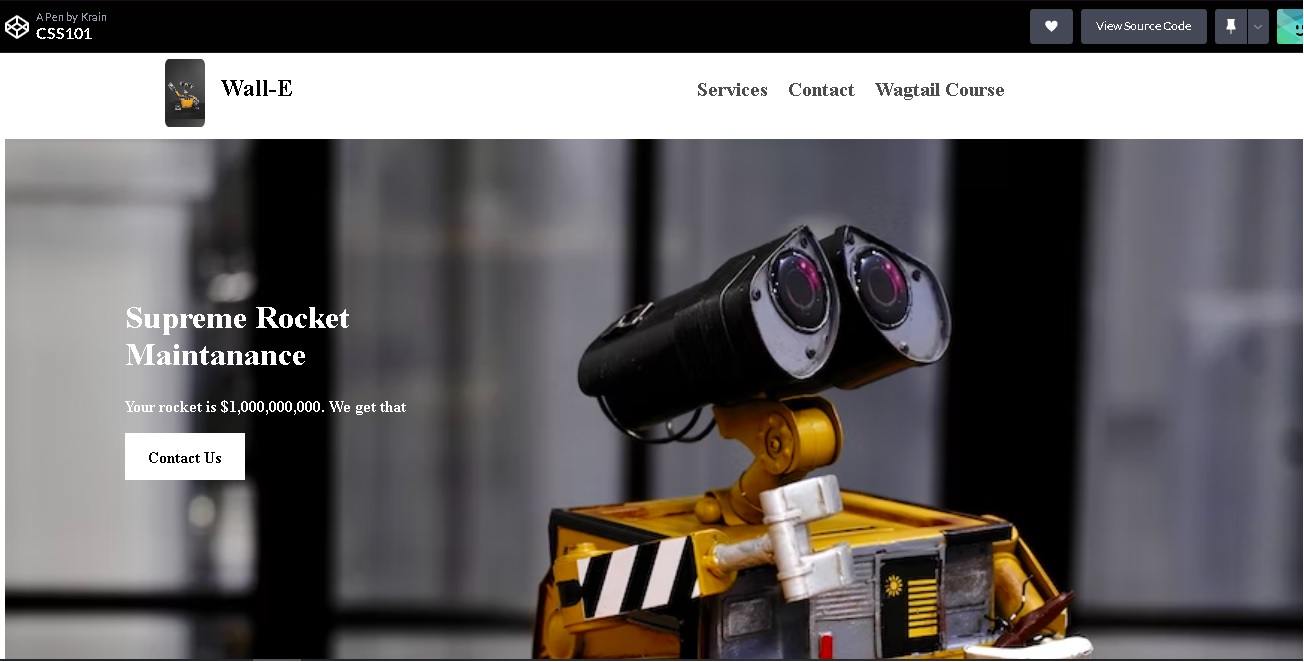 A Pen by Krain
CSS101
View Source Code
Wall-E
Services Contact Wagtail Course
Supreme Rocket
Maintanance
Your rocket is $1,000,000,000. We get that
Contact Us